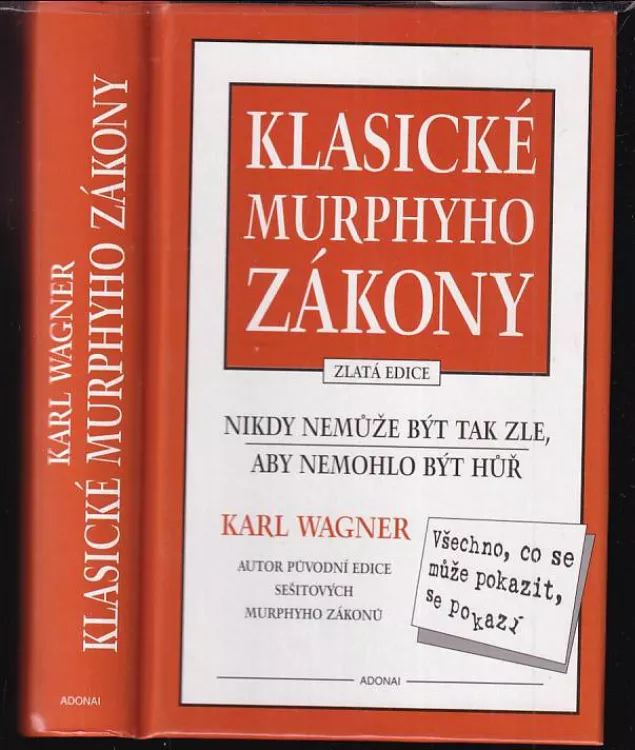 KARL WAGNER
KLASICKÉ MURPHYHO ZÁKONY
ADONAI
KLASICKÉ
MURPHYHO
ZÁKONY
ZLATÁ EDICE
NIKDY NEMŮŽE BÝT TAK ZLE,
ABY NEMOHLO BÝT HŮŘ
KARL WAGNER
AUTOR PŮVODNÍ EDICE
SEŠITOVÝCH
MURPHYHO ZÁKONŮ
Všechno, co se
může pokazit,
se pokazí
ADONAI